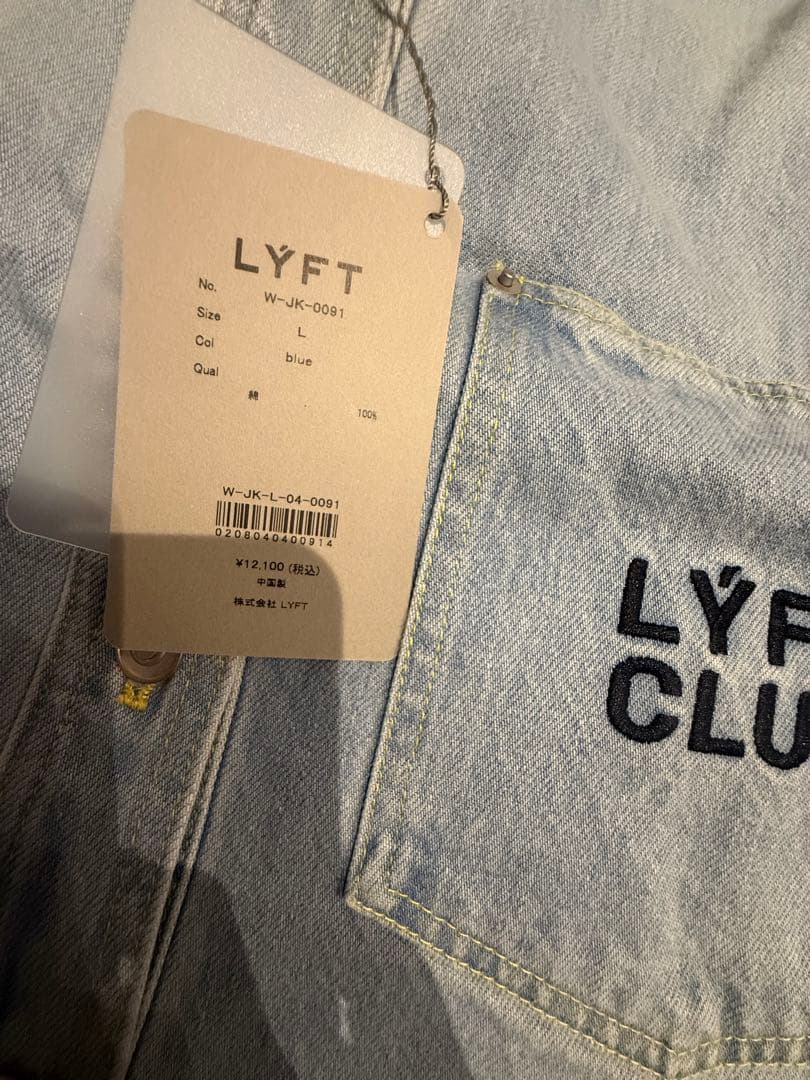 LÝFT
No. W-JK-0091
Size L
Col blue
Qual
綿 100%
W-JK-L-04-0091
0208040400914
¥12,100 (税込)
中国製
株式会社 LÝFT
LÝF
CLU